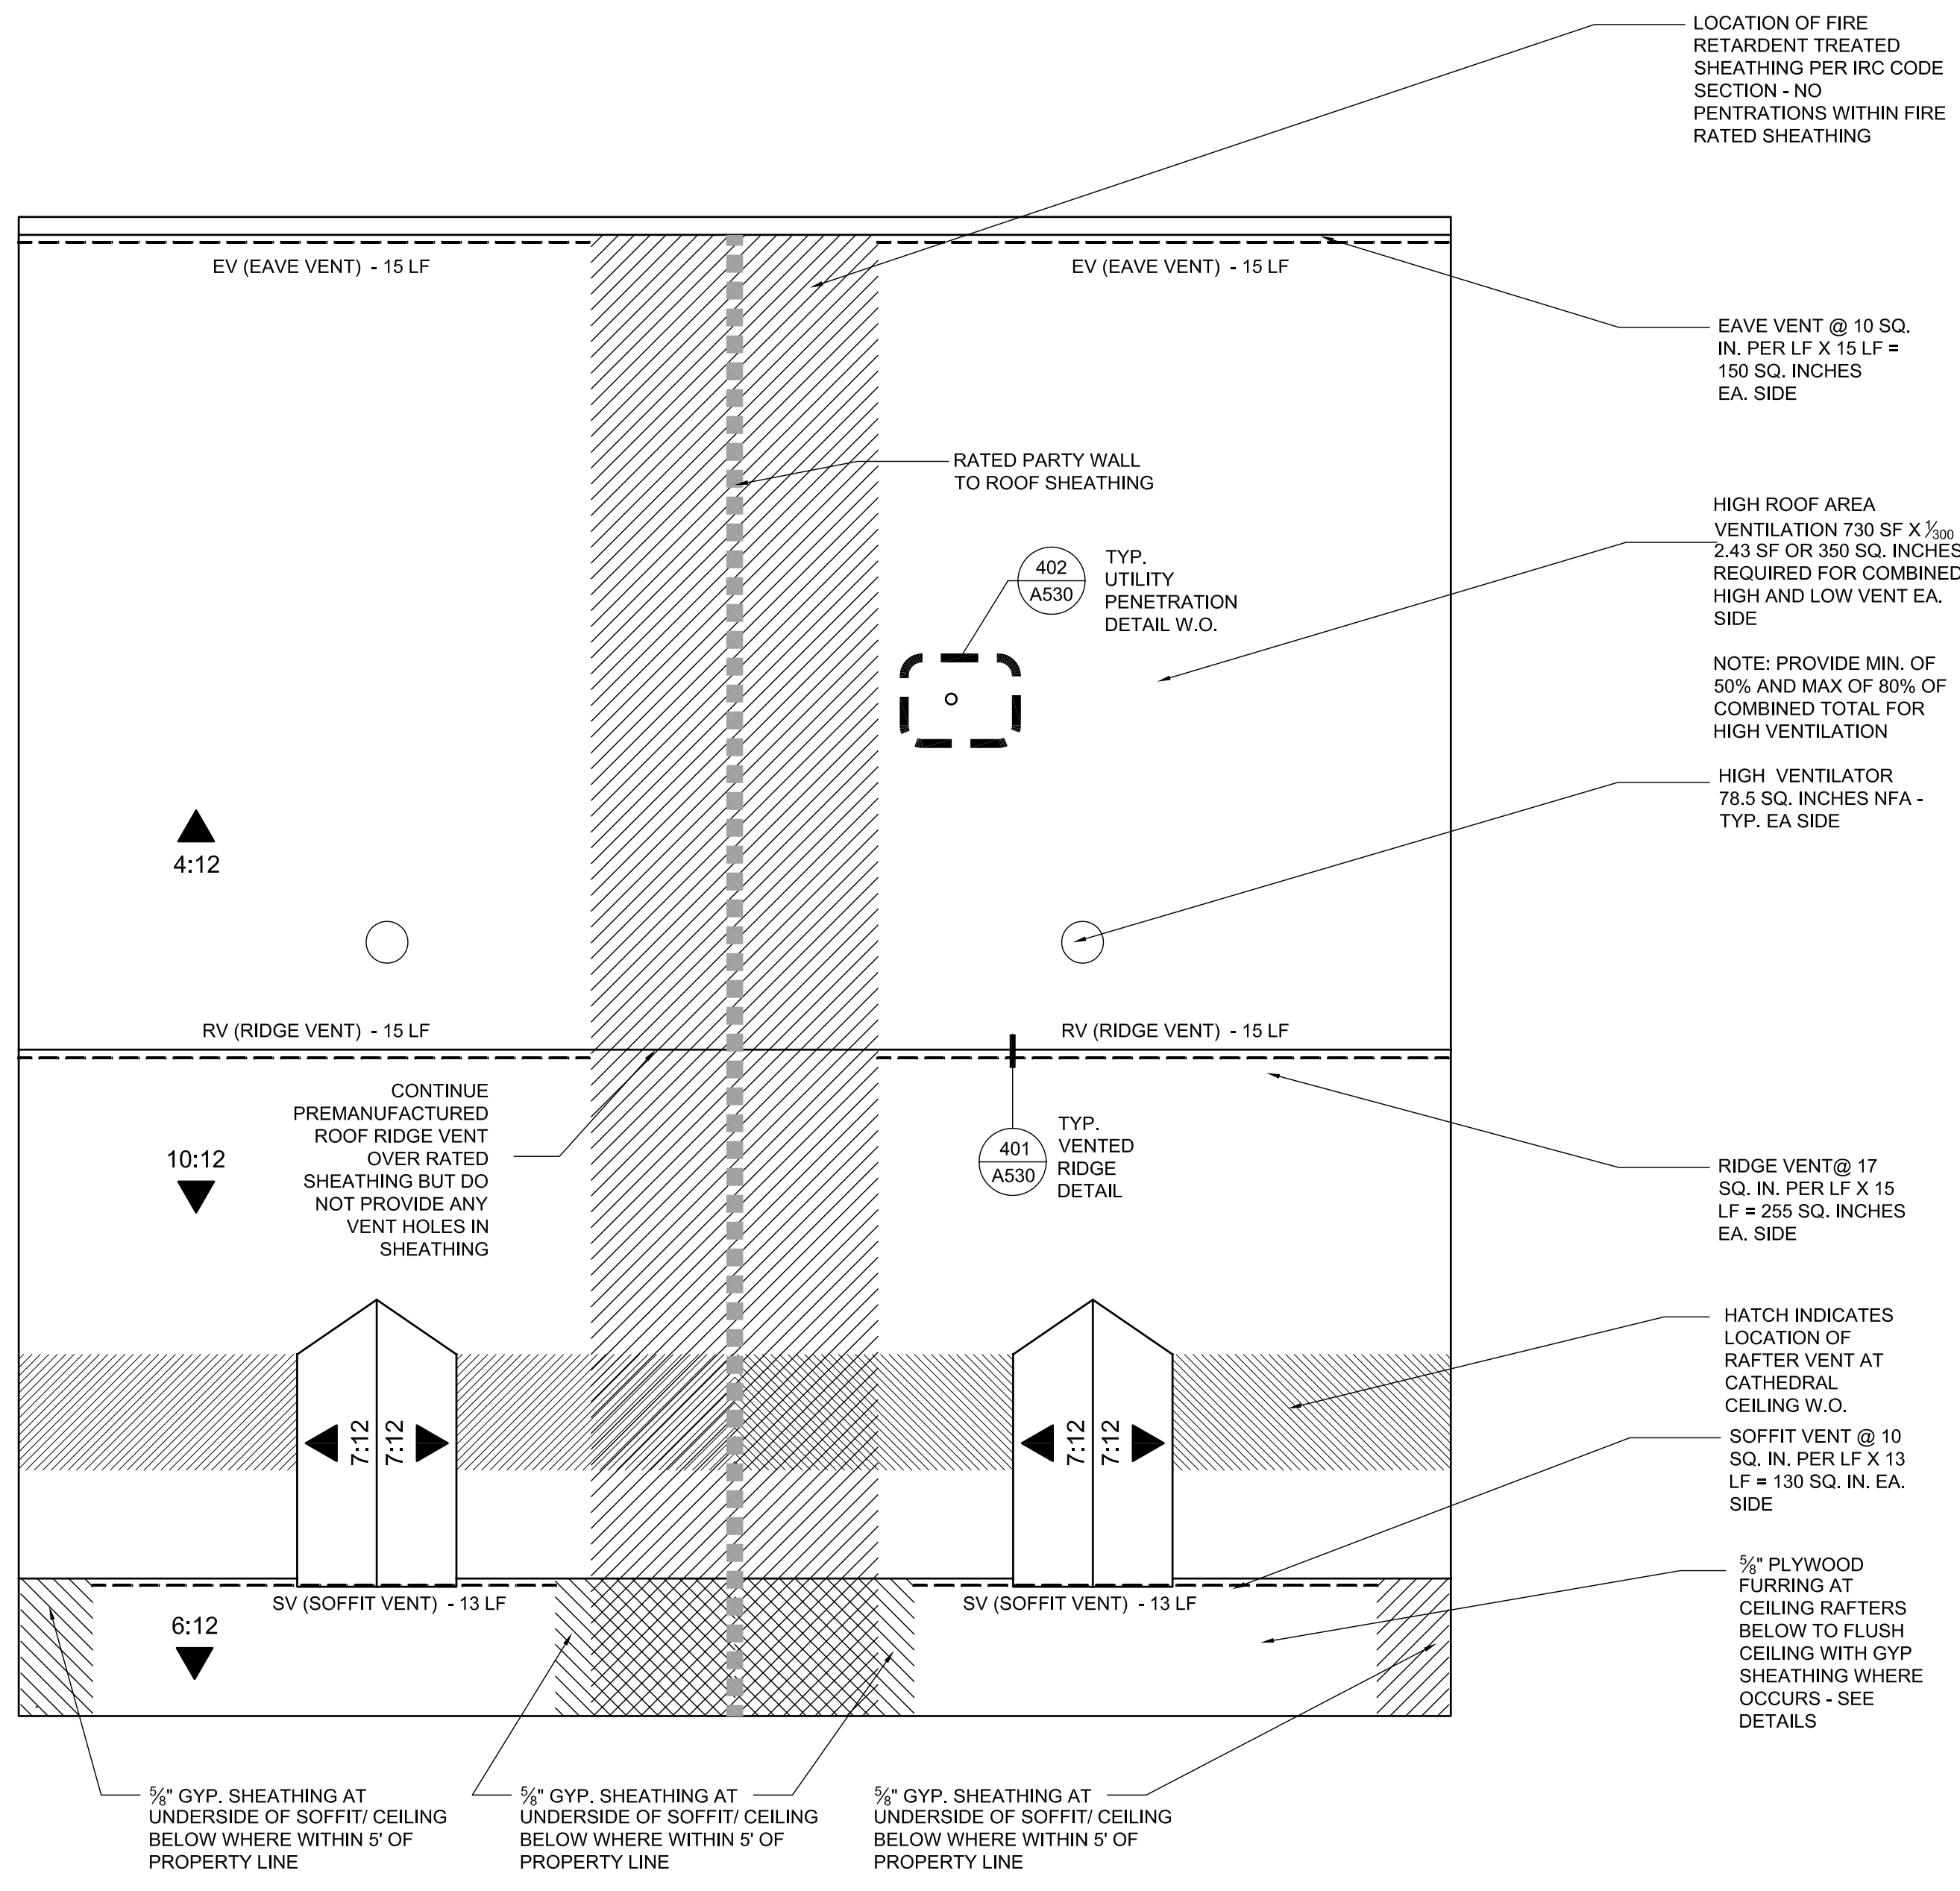 LOCATION OF FIRE
RETARDENT TREATED
SHEATHING PER IRC CODE
SECTION - NO
PENTRATIONS WITHIN FIRE
RATED SHEATHING
EV (EAVE VENT) - 15 LF
EV (EAVE VENT) - 15 LF
EAVE VENT @ 10 SQ.
IN. PER LF X 15 LF =
150 SQ. INCHES
EA. SIDE
RATED PARTY WALL
TO ROOF SHEATHING
402
A530
TYP.
UTILITY
PENETRATION
DETAIL W.O.
HIGH ROOF AREA
VENTILATION 730 SF X 1/300
2.43 SF OR 350 SQ. INCHES
REQUIRED FOR COMBINED
HIGH AND LOW VENT EA.
SIDE
NOTE: PROVIDE MIN. OF
50% AND MAX OF 80% OF
COMBINED TOTAL FOR
HIGH VENTILATION
HIGH VENTILATOR
78.5 SQ. INCHES NFA -
TYP. EA SIDE
4:12
RV (RIDGE VENT) - 15 LF
RV (RIDGE VENT) - 15 LF
CONTINUE
PREMANUFACTURED
ROOF RIDGE VENT
OVER RATED
SHEATHING BUT DO
NOT PROVIDE ANY
VENT HOLES IN
SHEATHING
10:12
401
A530
TYP.
VENTED
RIDGE
DETAIL
RIDGE VENT@ 17
SQ. IN. PER LF X 15
LF = 255 SQ. INCHES
EA. SIDE
HATCH INDICATES
LOCATION OF
RAFTER VENT AT
CATHEDRAL
CEILING W.O.
7:12
7:12
7:12
7:12
SOFFIT VENT @ 10
SQ. IN. PER LF X 13
LF = 130 SQ. IN. EA.
SIDE
SV (SOFFIT VENT) - 13 LF
SV (SOFFIT VENT) - 13 LF
6:12
5/8" PLYWOOD
FURRING AT
CEILING RAFTERS
BELOW TO FLUSH
CEILING WITH GYP
SHEATHING WHERE
OCCURS - SEE
DETAILS
5/8" GYP. SHEATHING AT
UNDERSIDE OF SOFFIT/ CEILING
BELOW WHERE WITHIN 5' OF
PROPERTY LINE
5/8" GYP. SHEATHING AT
UNDERSIDE OF SOFFIT/ CEILING
BELOW WHERE WITHIN 5' OF
PROPERTY LINE
5/8" GYP. SHEATHING AT
UNDERSIDE OF SOFFIT/ CEILING
BELOW WHERE WITHIN 5' OF
PROPERTY LINE